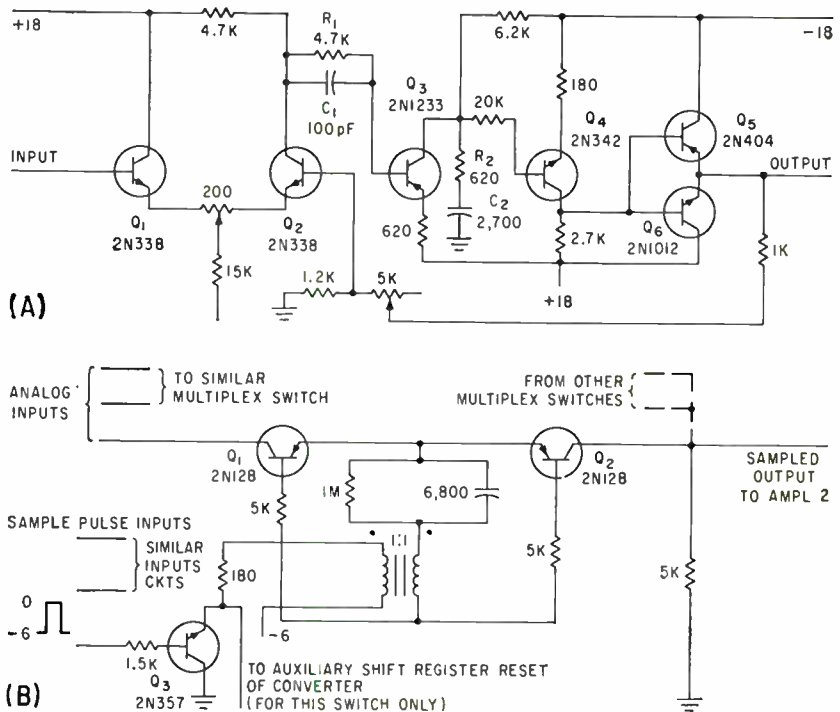 +18
4.7K
R1
4.7K
C1
100pF
6.2K
-18
Q3
2N1233
20K
180
Q4
2N342
Q5
2N404
INPUT
OUTPUT
200
Q1
2N338
Q2
2N338
R2
620
C2
2,700
620
2.7K
Q6
2N1012
1K
15K
1.2K
5K
+18
(A)
ANALOG
INPUTS
TO SIMILAR
MULTIPLEX SWITCH
FROM OTHER
MULTIPLEX SWITCHES
Q1
2N128
Q2
2N128
SAMPLED
OUTPUT
TO AMPL 2
1M
6,800
5K
1:1
5K
5K
SAMPLE PULSE INPUTS
SIMILAR
INPUTS
CKTS
180
0
-6
-6
1.5K
Q3
2N357
TO AUXILIARY SHIFT REGISTER RESET
OF CONVERTER
(FOR THIS SWITCH ONLY)
(B)